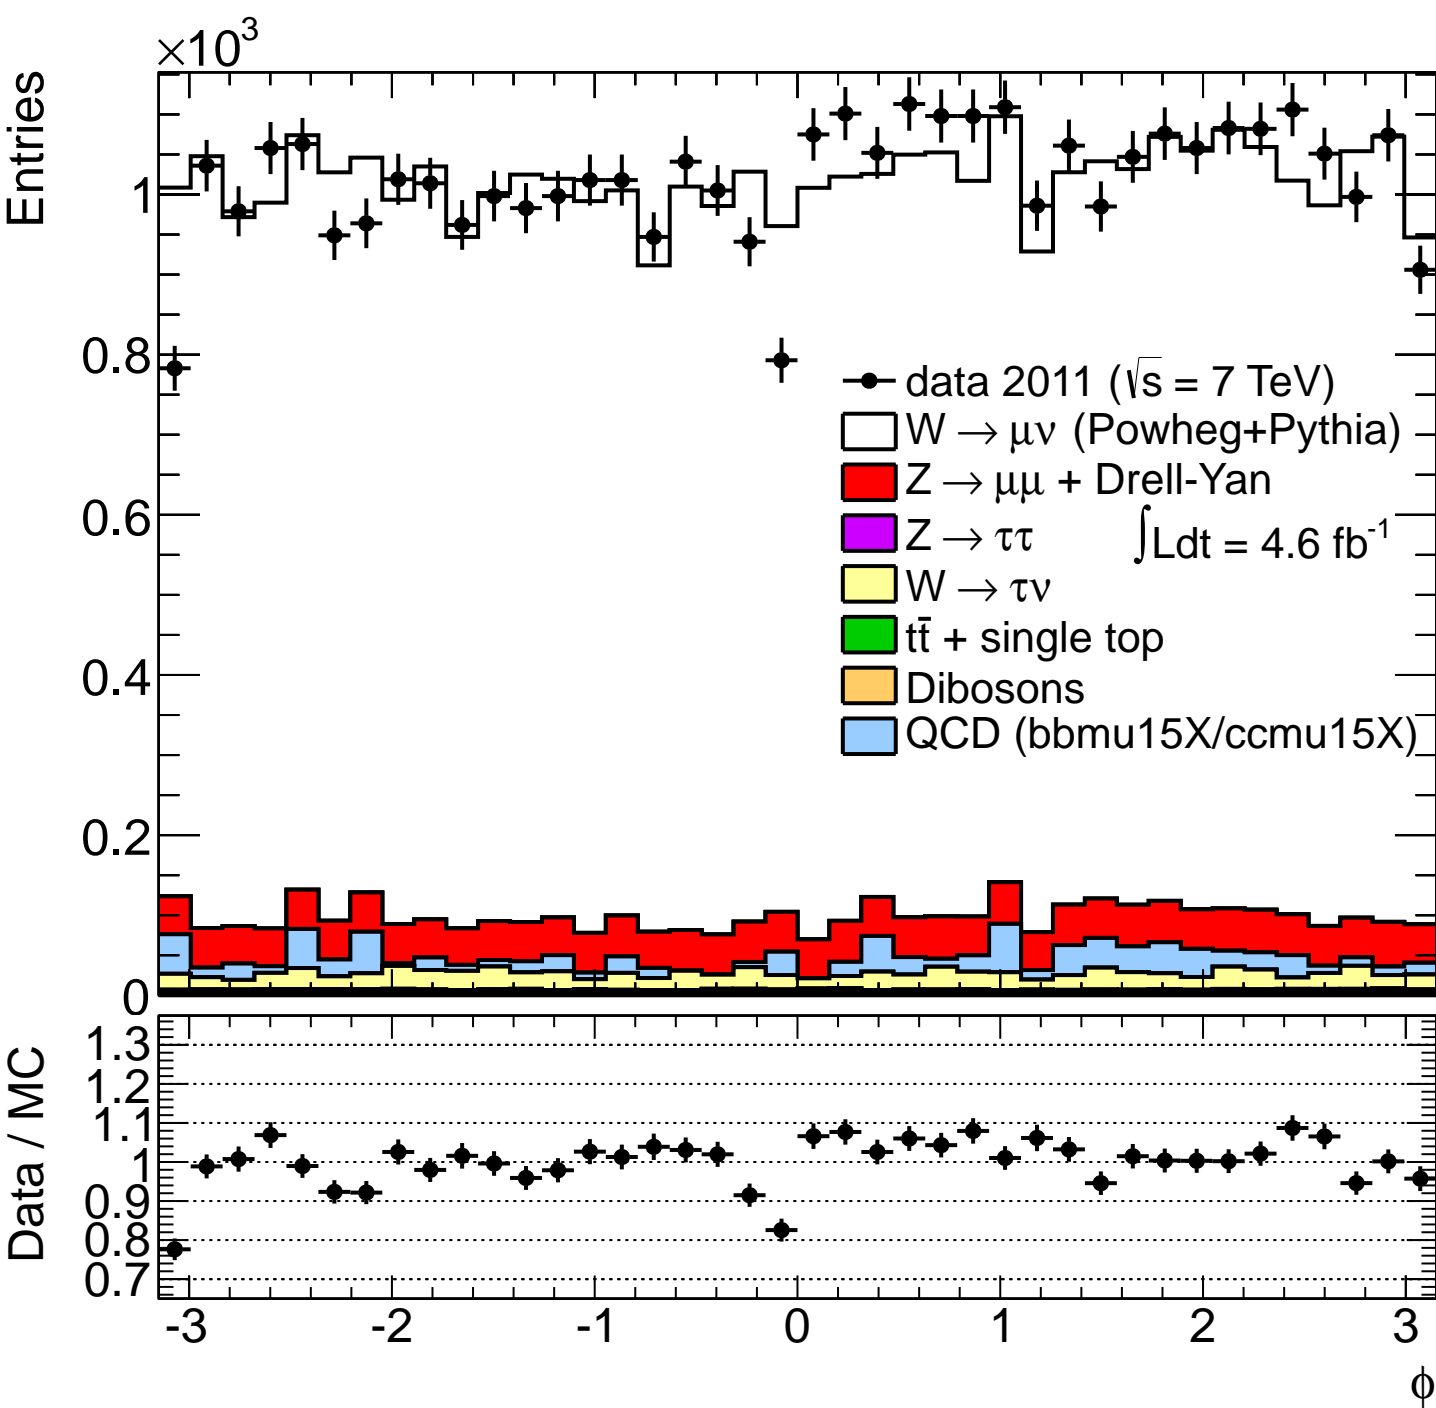 ×10³
Entries
1
0.8
0.6
0.4
0.2
0
data 2011 (√s = 7 TeV)
W → μν (Powheg+Pythia)
Z → μμ + Drell-Yan
Z → ττ
∫Ldt = 4.6 fb⁻¹
W → τν
tt̄ + single top
Dibosons
QCD (bbmu15X/ccmu15X)
Data / MC
1.3
1.2
1.1
1
0.9
0.8
0.7
-3 -2 -1 0 1 2 3
ϕ